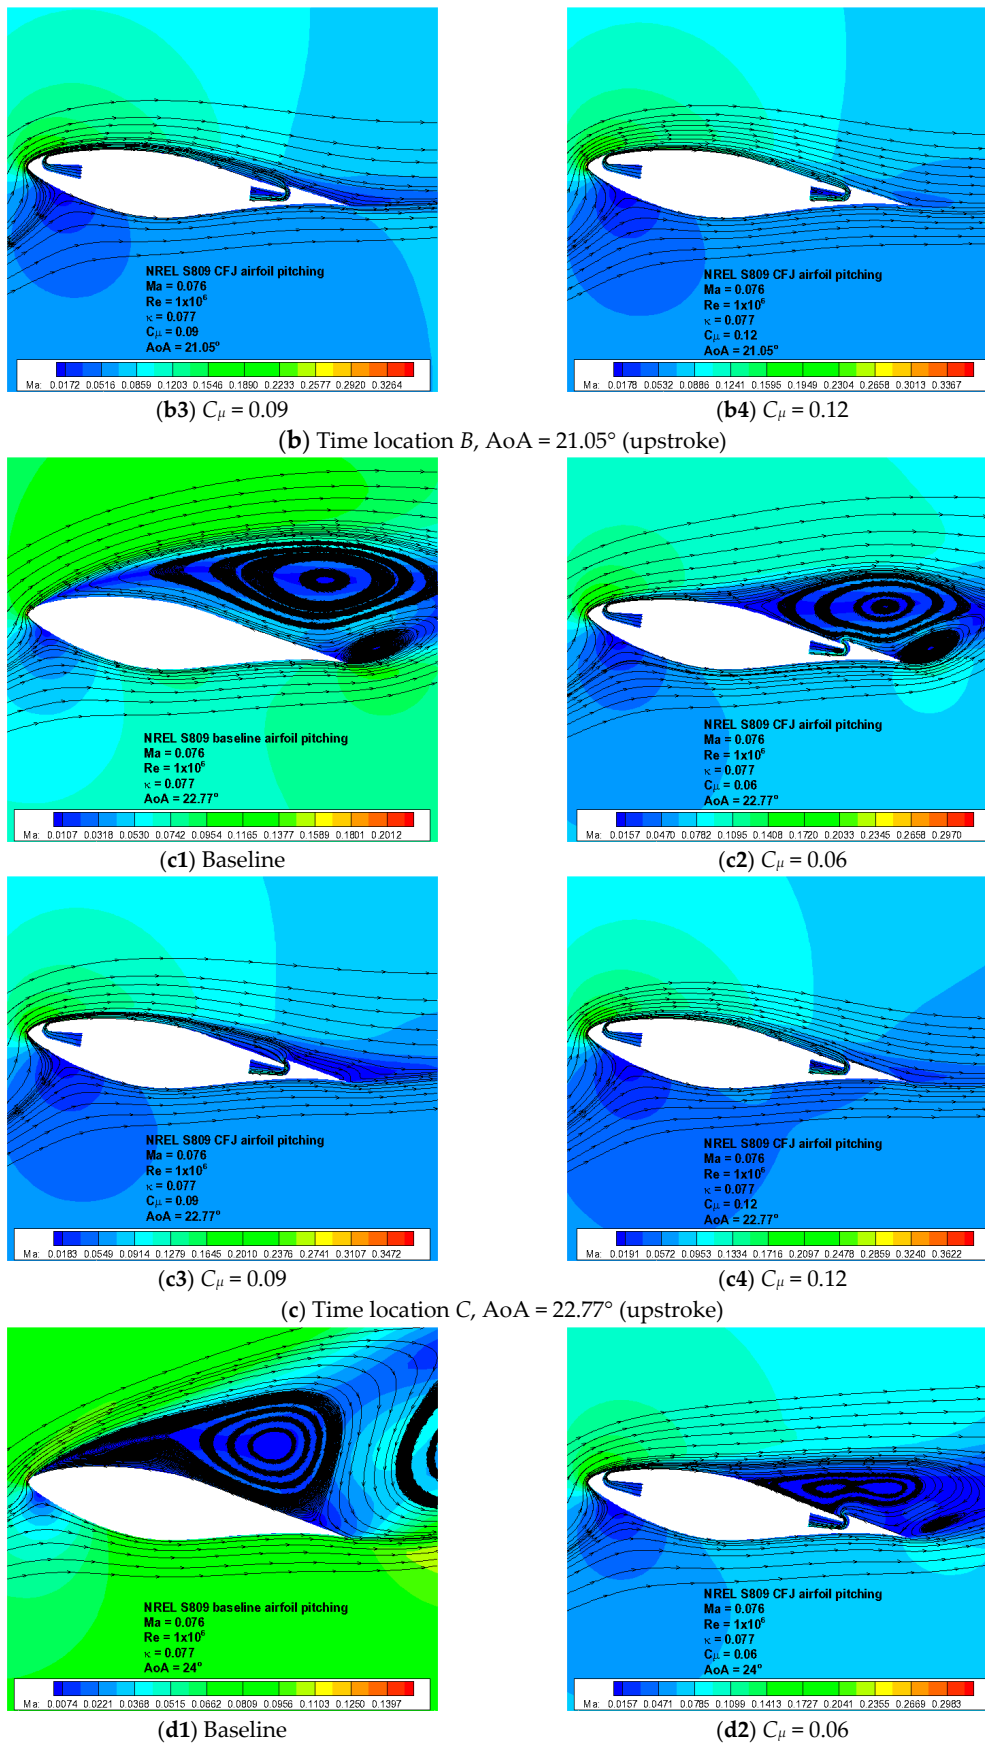 NREL S809 CFJ airfoil pitching
Ma = 0.076
Re = 1x10⁶
κ = 0.077
Cμ = 0.09
AoA = 21.05°
Ma: 0.0172 0.0516 0.0859 0.1203 0.1546 0.1890 0.2233 0.2577 0.2920 0.3264
(b3) Cμ = 0.09
NREL S809 CFJ airfoil pitching
Ma = 0.076
Re = 1x10⁶
κ = 0.077
Cμ = 0.12
AoA = 21.05°
Ma: 0.0178 0.0532 0.0886 0.1241 0.1595 0.1949 0.2304 0.2658 0.3013 0.3367
(b4) Cμ = 0.12
(b) Time location B, AoA = 21.05° (upstroke)
NREL S809 baseline airfoil pitching
Ma = 0.076
Re = 1x10⁶
κ = 0.077
AoA = 22.77°
Ma: 0.0107 0.0318 0.0530 0.0742 0.0954 0.1165 0.1377 0.1589 0.1801 0.2012
(c1) Baseline
NREL S809 CFJ airfoil pitching
Ma = 0.076
Re = 1x10⁶
κ = 0.077
Cμ = 0.06
AoA = 22.77°
Ma: 0.0157 0.0470 0.0782 0.1095 0.1408 0.1720 0.2033 0.2345 0.2658 0.2970
(c2) Cμ = 0.06
NREL S809 CFJ airfoil pitching
Ma = 0.076
Re = 1x10⁶
κ = 0.077
Cμ = 0.09
AoA = 22.77°
Ma: 0.0183 0.0549 0.0914 0.1279 0.1645 0.2010 0.2376 0.2741 0.3107 0.3472
(c3) Cμ = 0.09
NREL S809 CFJ airfoil pitching
Ma = 0.076
Re = 1x10⁶
κ = 0.077
Cμ = 0.12
AoA = 22.77°
Ma: 0.0191 0.0572 0.0953 0.1334 0.1716 0.2097 0.2478 0.2859 0.3240 0.3622
(c4) Cμ = 0.12
(c) Time location C, AoA = 22.77° (upstroke)
NREL S809 baseline airfoil pitching
Ma = 0.076
Re = 1x10⁶
κ = 0.077
AoA = 24°
Ma: 0.0074 0.0221 0.0368 0.0515 0.0662 0.0809 0.0956 0.1103 0.1250 0.1397
(d1) Baseline
NREL S809 CFJ airfoil pitching
Ma = 0.076
Re = 1x10⁶
κ = 0.077
Cμ = 0.06
AoA = 24°
Ma: 0.0157 0.0471 0.0785 0.1099 0.1413 0.1727 0.2041 0.2355 0.2669 0.2983
(d2) Cμ = 0.06